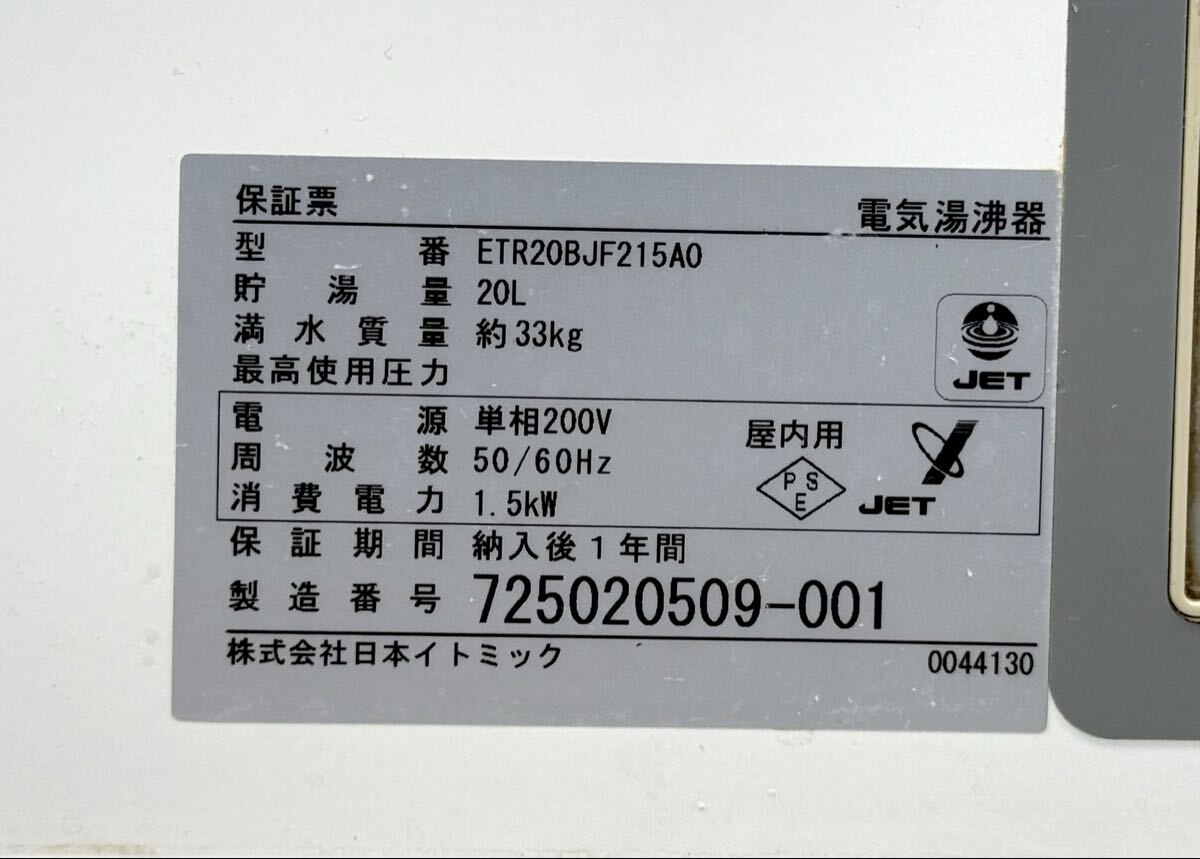 保証票
電気湯沸器
型番 ETR20BJF215A0
貯湯量 20L
満水質量 約33kg
最高使用圧力
JET
電源 単相200V
屋内用
周波数 50/60Hz
PSE
消費電力 1.5kW
JET
保証期間 納入後1年間
製造番号 725020509-001
株式会社日本イトミック
0044130